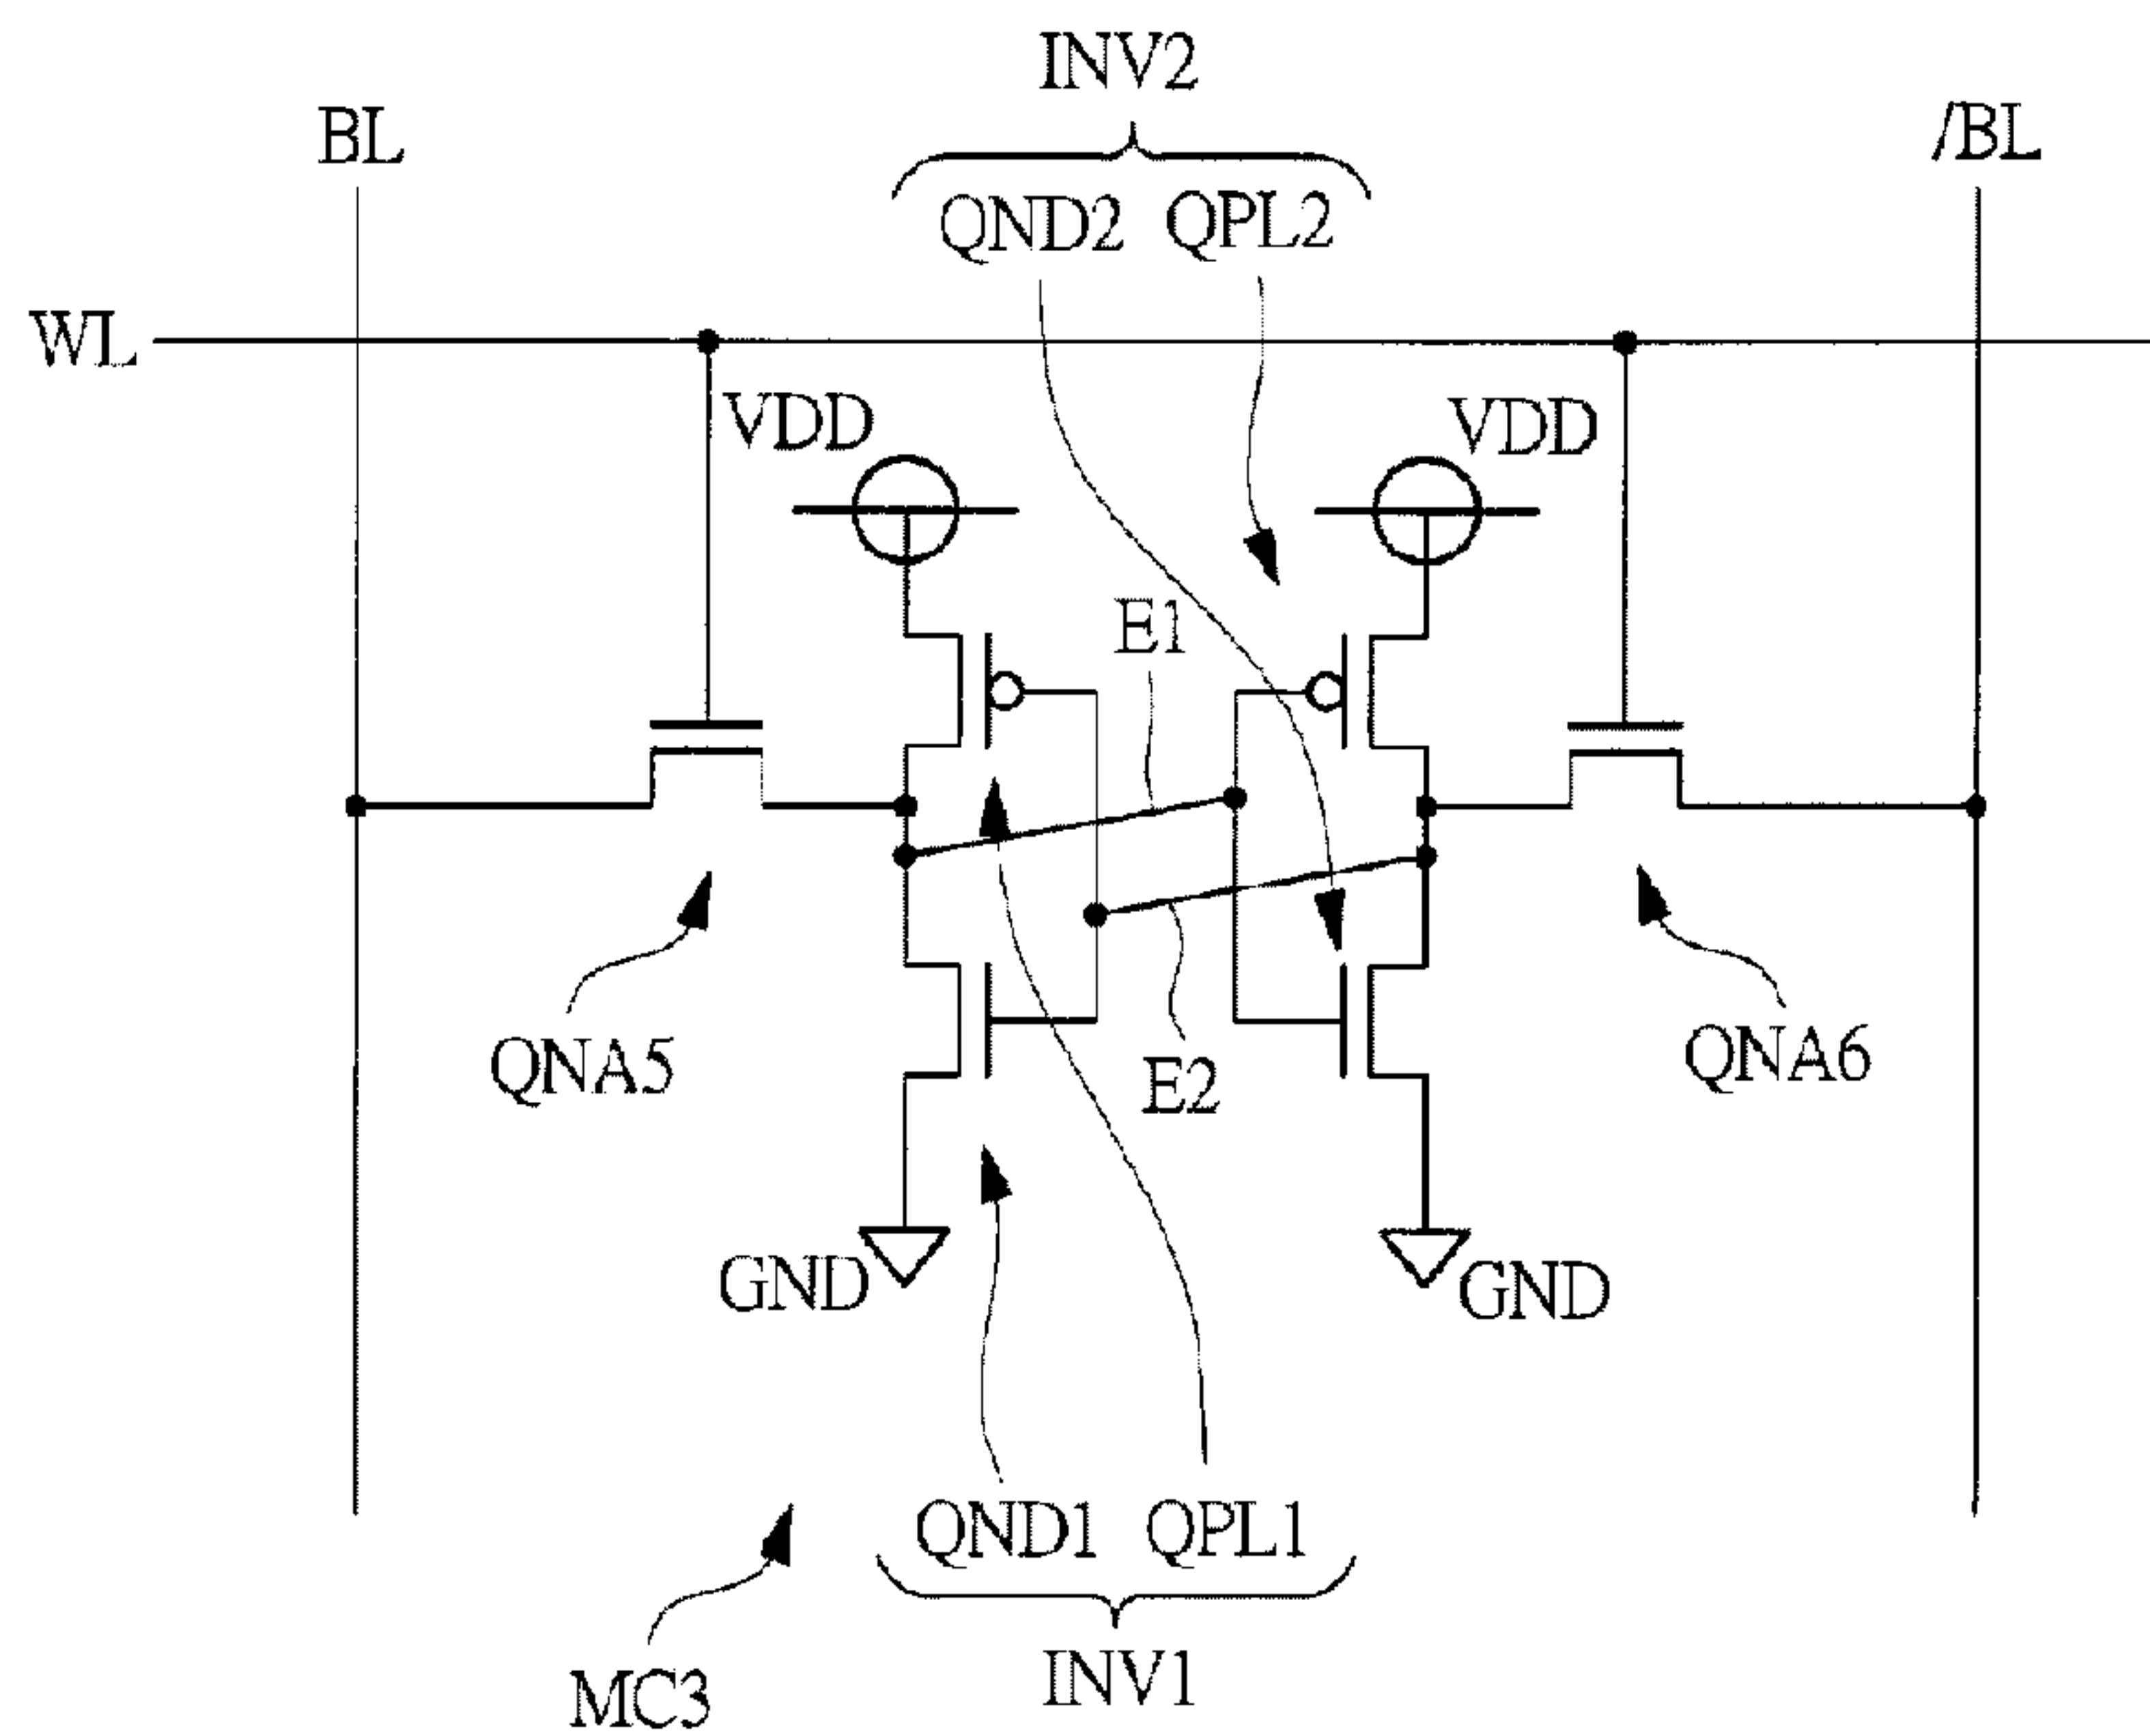 INV2
BL
/BL
QND2 QPL2
WL
VDD
VDD
E1
QNA5
E2
QNA6
GND
GND
QND1 QPL1
INV1
MC3